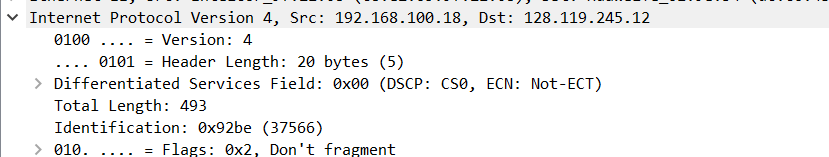 Internet Protocol Version 4, Src: 192.168.100.18, Dst: 128.119.245.12
0100 .... = Version: 4
.... 0101 = Header Length: 20 bytes (5)
Differentiated Services Field: 0x00 (DSCP: CS0, ECN: Not-ECT)
Total Length: 493
Identification: 0x92be (37566)
010. .... = Flags: 0x2, Don't fragment